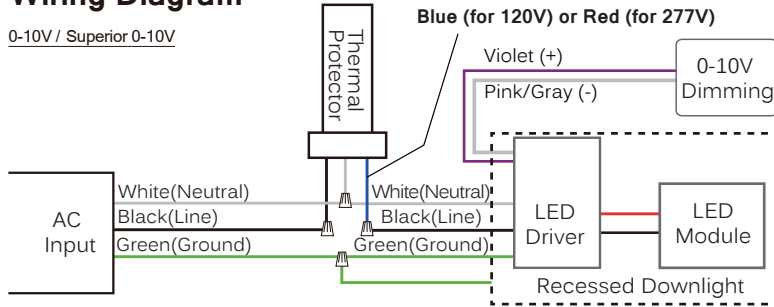 Wiring Diagram
0-10V / Superior 0-10V
Blue (for 120V) or Red (for 277V)
Thermal
Protector
Violet (+)
Pink/Gray (-)
0-10V
Dimming
AC
Input
White(Neutral)
Black(Line)
Green(Ground)
White(Neutral)
Black(Line)
Green(Ground)
LED
Driver
LED
Module
Recessed Downlight